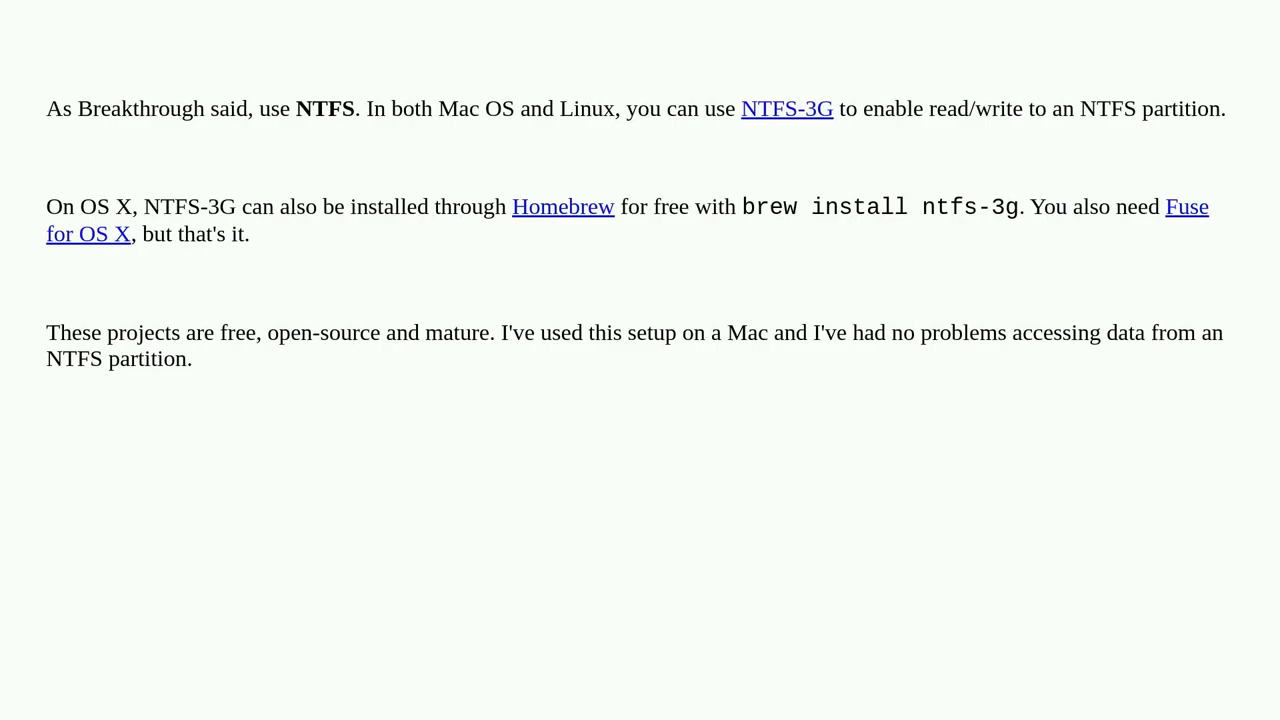 As Breakthrough said, use NTFS. In both Mac OS and Linux, you can use NTFS-3G to enable read/write to an NTFS partition.
On OS X, NTFS-3G can also be installed through Homebrew for free with brew install ntfs-3g. You also need Fuse
for OS X, but that's it.
These projects are free, open-source and mature. I've used this setup on a Mac and I've had no problems accessing data from an
NTFS partition.